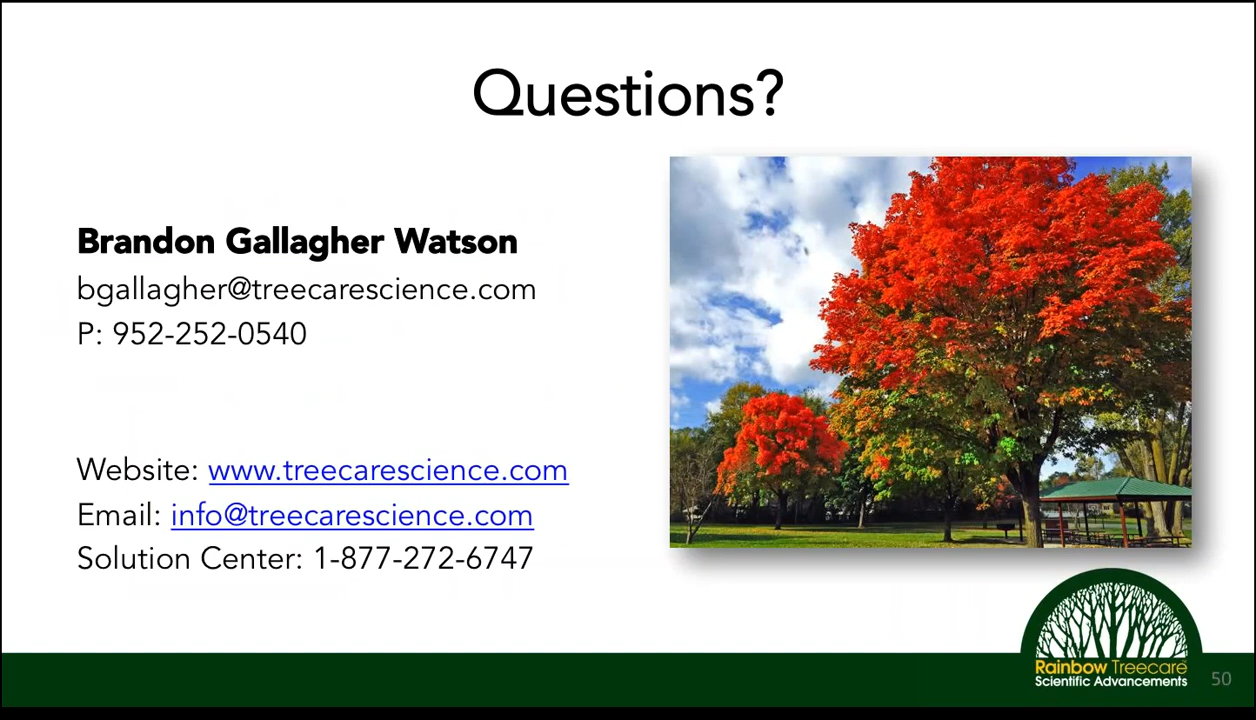 Questions?
Brandon Gallagher Watson
bgallagher@treecarescience.com
P: 952-252-0540
Website: www.treecarescience.com
Email: info@treecarescience.com
Solution Center: 1-877-272-6747
Rainbow Treecare
Scientific Advancements
50